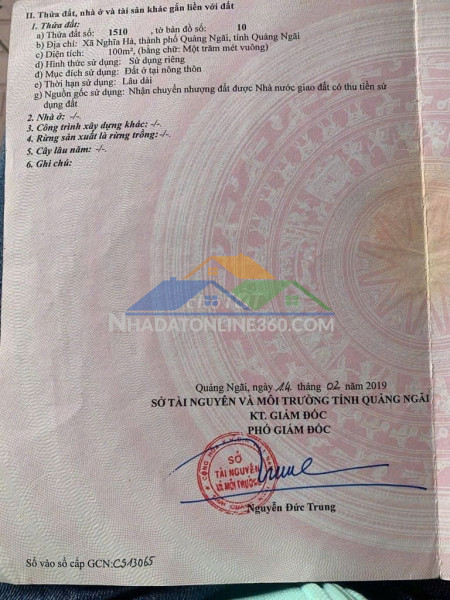 II. Thửa đất, nhà ở và tài sản khác gắn liền với đất
1. Thửa đất:
a) Thửa đất số: 1510 , tờ bản đồ số: 10
b) Địa chỉ: Xã Nghĩa Hà, thành phố Quảng Ngãi, tỉnh Quảng Ngãi
c) Diện tích: 100m², (bằng chữ: Một trăm mét vuông)
d) Hình thức sử dụng: Sử dụng riêng
đ) Mục đích sử dụng: Đất ở tại nông thôn
e) Thời hạn sử dụng: Lâu dài
g) Nguồn gốc sử dụng: Nhận chuyển nhượng đất được Nhà nước giao đất có thu tiền sử
dụng đất
2. Nhà ở: -/-
3. Công trình xây dựng khác: -/-
4. Rừng sản xuất là rừng trồng: -/-
5. Cây lâu năm: -/-
6. Ghi chú:
NHADATONLINE360.COM
Quảng Ngãi, ngày 14 tháng 02 năm 2019
SỞ TÀI NGUYÊN VÀ MÔI TRƯỜNG TỈNH QUẢNG NGÃI
KT. GIÁM ĐỐC
PHÓ GIÁM ĐỐC
SỞ
TÀI NGUYÊN
VÀ MÔI TRƯỜNG
Nguyễn Đức Trung
Số vào sổ cấp GCN: CS13065